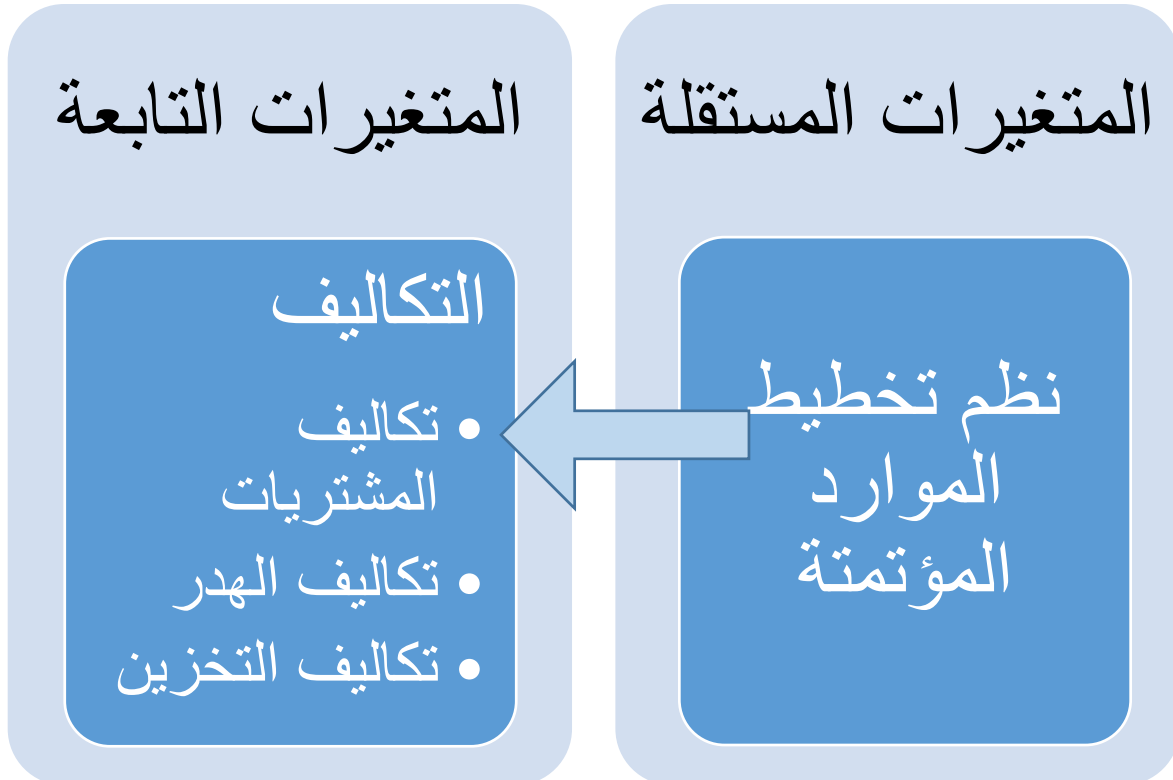 المتغيرات المستقلة
نظم تخطيط
الموارد
المؤتمتة
المتغيرات التابعة
التكاليف
• تكاليف
المشتريات
• تكاليف الهدر
• تكاليف التخزين